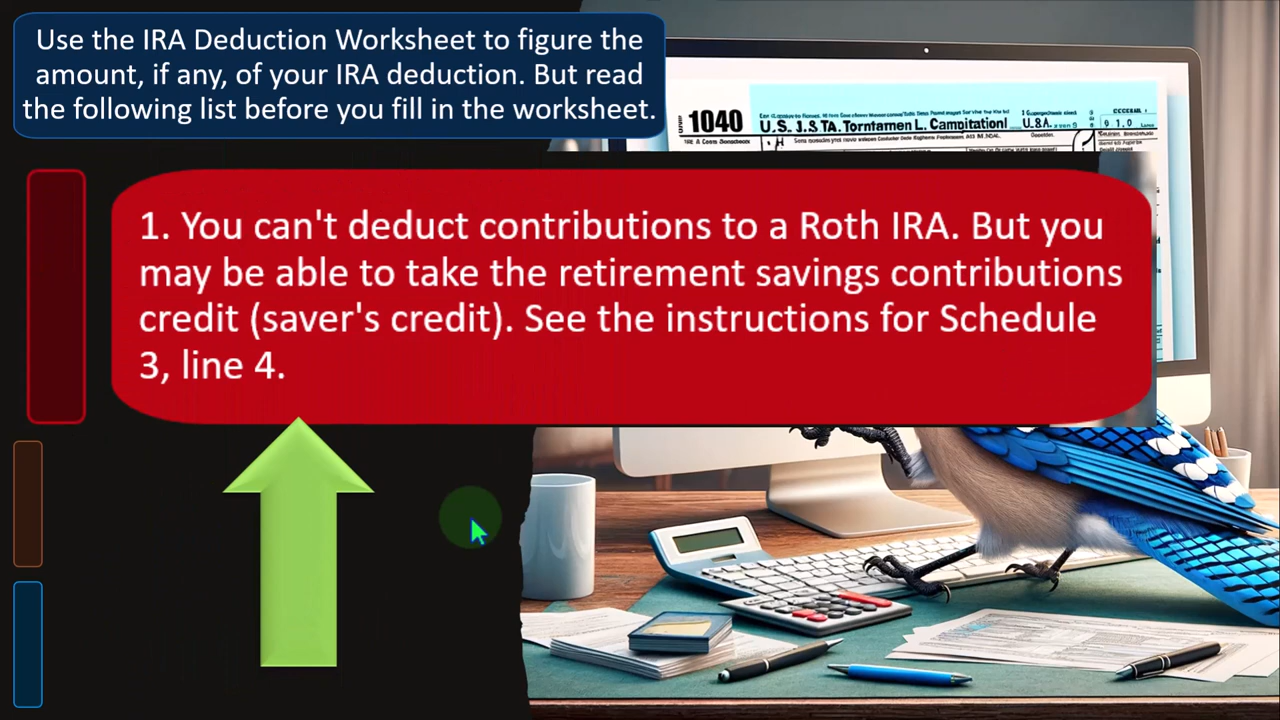 Use the IRA Deduction Worksheet to figure the
amount, if any, of your IRA deduction. But read
the following list before you fill in the worksheet.
1040
U.S. J.S TA. Torntamen L. Campitationl
U.S.A.
1. You can't deduct contributions to a Roth IRA. But you
may be able to take the retirement savings contributions
credit (saver's credit). See the instructions for Schedule
3, line 4.